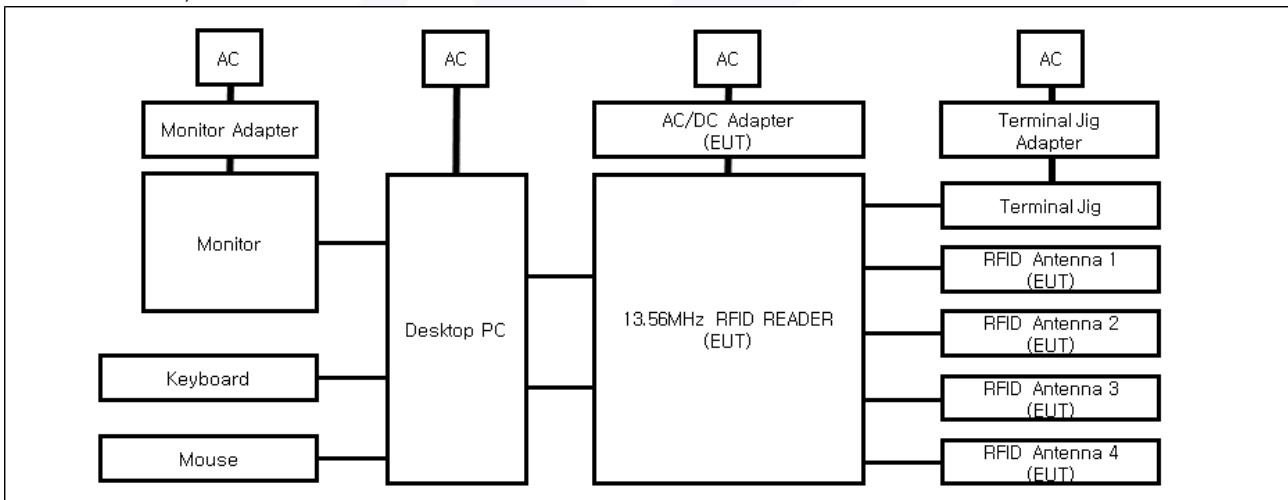 AC
AC
AC
AC
Monitor Adapter
AC/DC Adapter
(EUT)
Terminal Jig
Adapter
Monitor
Desktop PC
13.56MHz RFID READER
(EUT)
Terminal Jig
RFID Antenna 1
(EUT)
RFID Antenna 2
(EUT)
Keyboard
RFID Antenna 3
(EUT)
Mouse
RFID Antenna 4
(EUT)